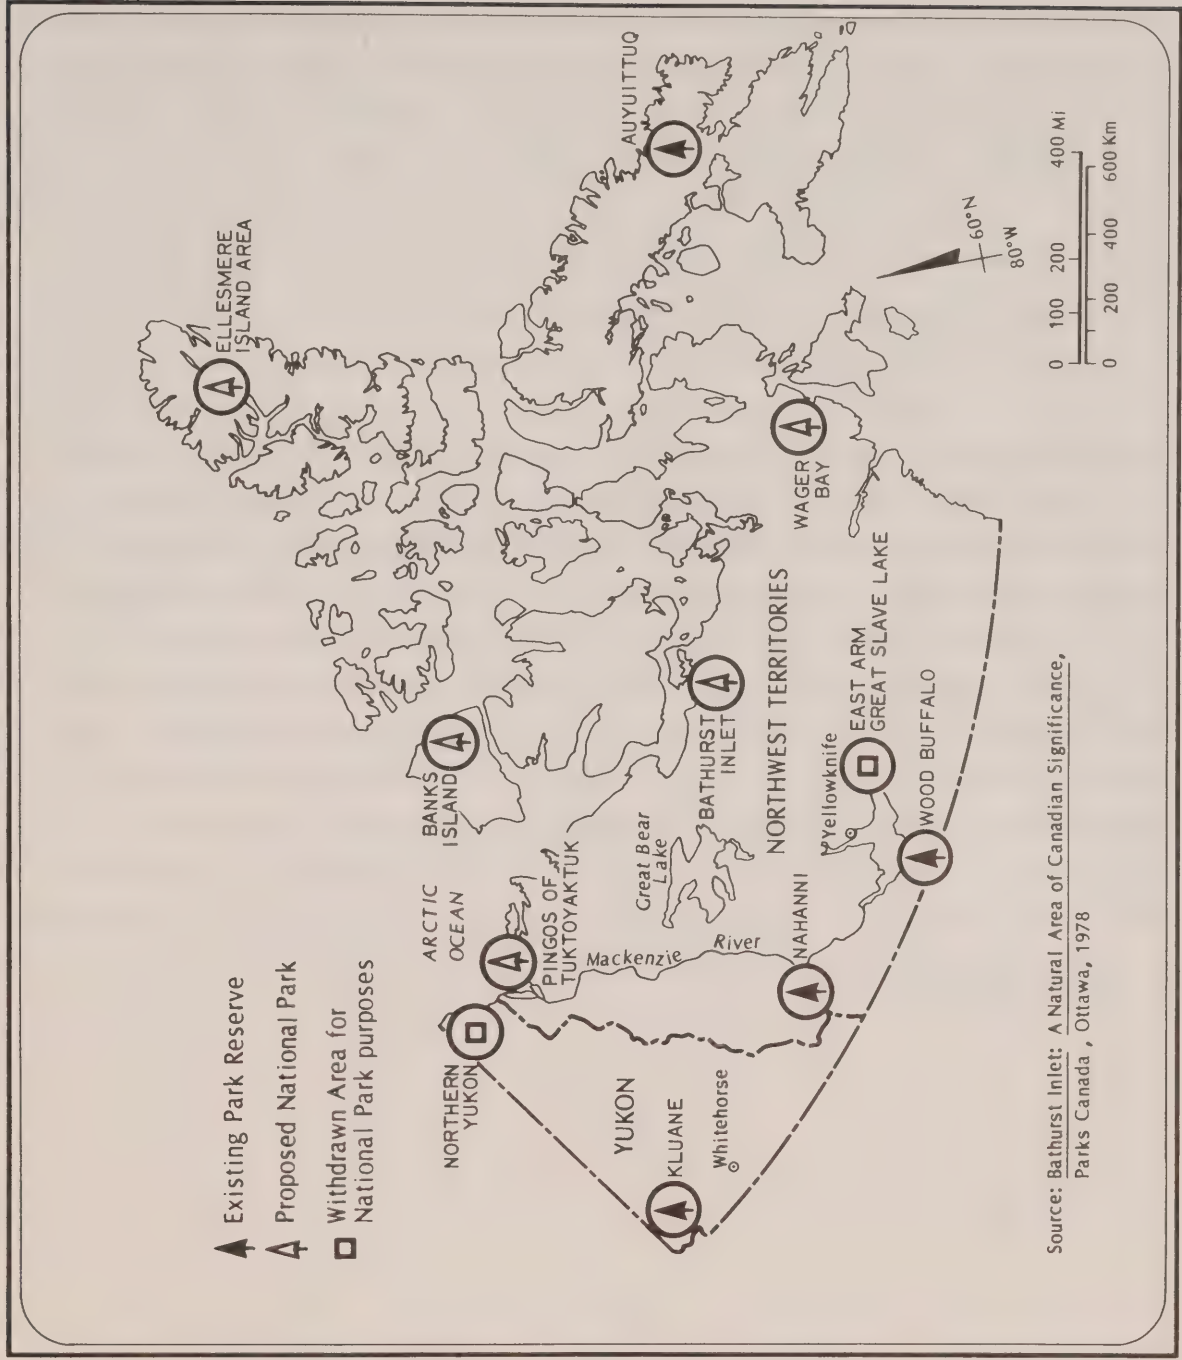 Existing Park Reserve
Proposed National Park
Withdrawn Area for
National Park purposes
ELLESMERE
ISLAND AREA
AUYUITTUQ
BANKS
ISLAND
ARCTIC
OCEAN
NORTHERN
YUKON
PINGOS OF
TUKTOYAKTUK
Mackenzie River
Great Bear
Lake
BATHURST
INLET
WAGER
BAY
NORTHWEST TERRITORIES
YUKON
KLUANE
Whitehorse
NAHANNI
Yellowknife
EAST ARM
GREAT SLAVE LAKE
WOOD BUFFALO
60°N
80°W
0 100 200 400 Mi
0 200 400 600 Km
Source: Bathurst Inlet: A Natural Area of Canadian Significance,
Parks Canada , Ottawa, 1978